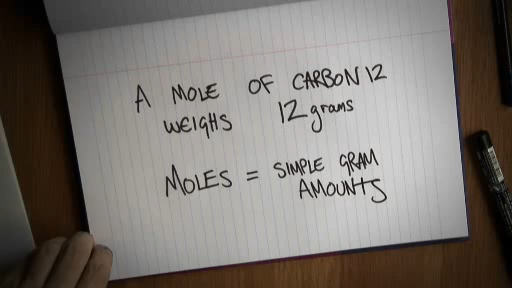 A MOLE OF CARBON 12
WEIGHS 12 grams
MOLES = SIMPLE GRAM
AMOUNTS